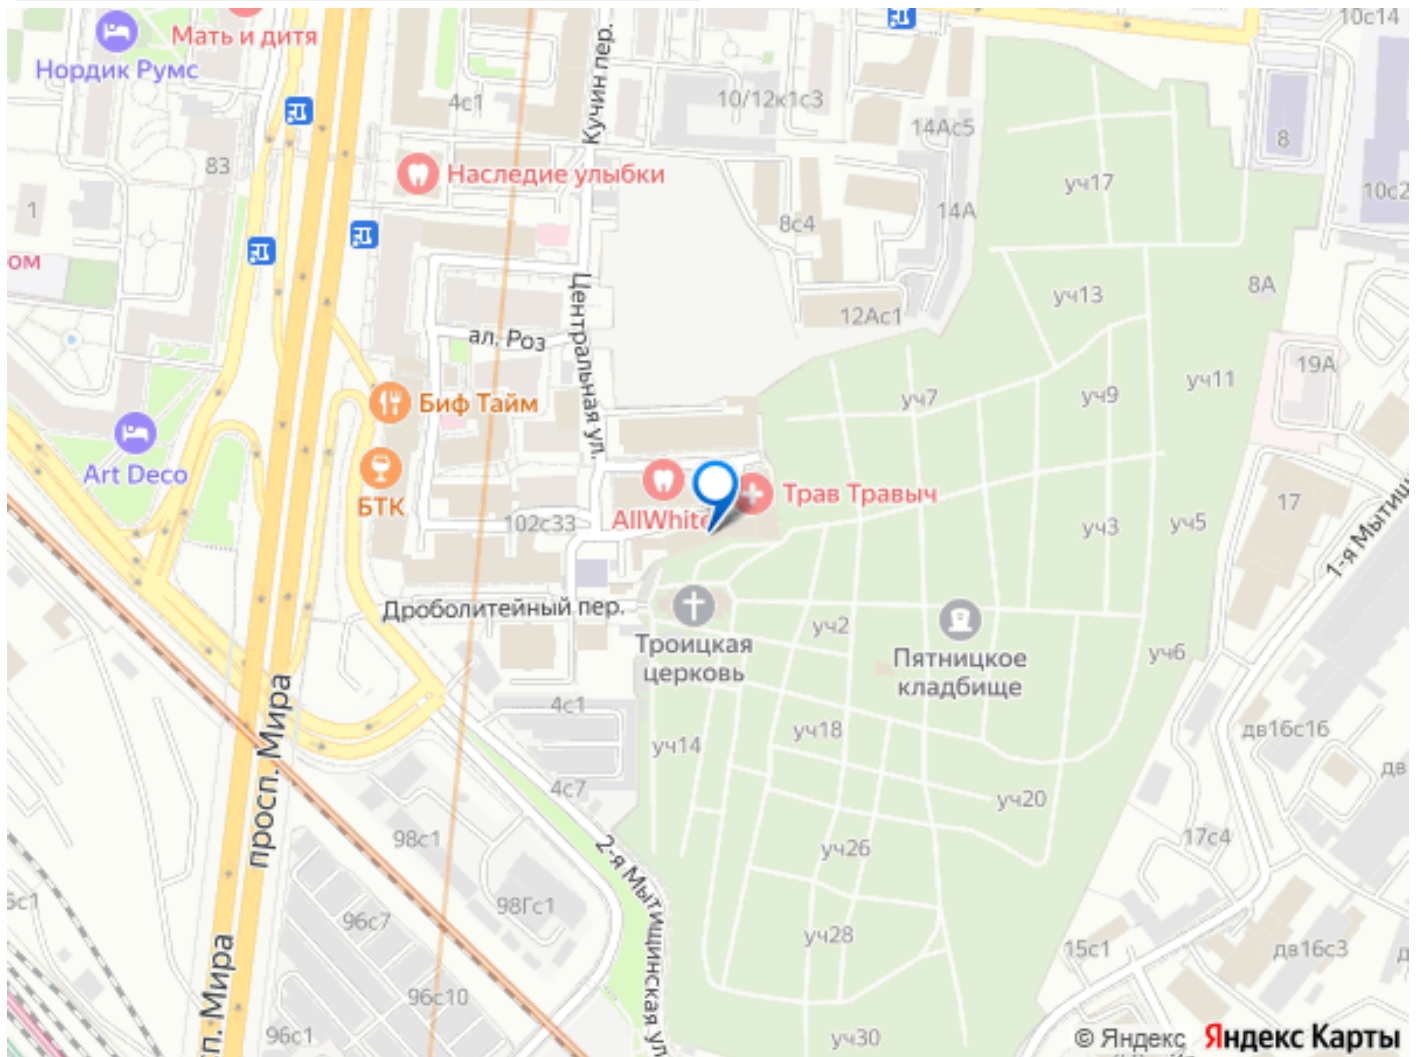 10с14
Мать и дитя
Нордик Румс
Кучин пер.
4с1
10/12к1с3
14Ас5
8
83
Наследие улыбки
уч17
10с2
1
14А
8с4
ом
Центральная ул.
уч13
8А
12Ас1
ал. Роз
19А
уч7
уч9
уч11
Биф Тайм
Art Deco
БТК
102с33
AllWhite
Трав Травыч
17
уч3
уч5
1-я Мытищи
Дроболитейный пер.
Троицкая
церковь
уч2
Пятницкое
кладбище
уч6
просп. Мира
4с1
уч14
уч18
дв16с16
дв
4с7
уч20
98с1
17с4
2-я Мытищинская ул.
уч26
5с1
96с7
98Гс1
уч28
15с1
дв16с3
сп. Мира
96с10
96с1
уч30
© Яндекс Яндекс Карты